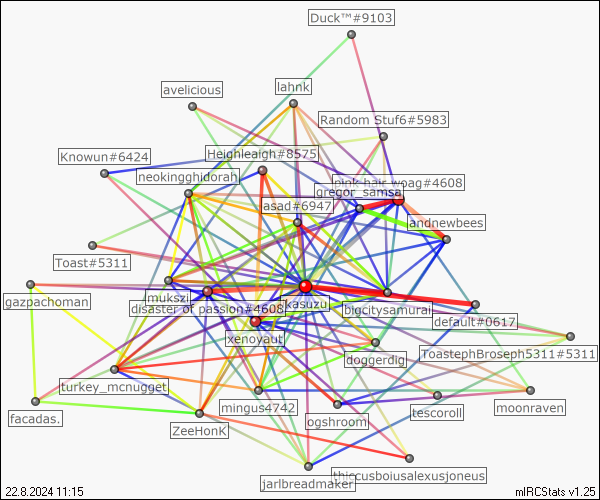 Duck™#9103
avelicious
lahnk
Random Stuf6#5983
Knowun#6424
Heighleaigh#8575
neokingghidorah
pink hair woag#4608
gregor_samsa
asad#6947
andnewbees
Toast#5311
mukszi
kasuzu
gazpachoman
disaster of passion#4608
bigcitysamurai
default#0617
xenoyaut
doggerdig
ToastephBroseph5311#5311
turkey_mcnugget
mingus4742
tescoroll
moonraven
facadas.
ZeeHonK
ogshroom
thiccusboiusalexusjoneus
jarlbreadmaker
22.8.2024 11:15
mIRCStats v1.25